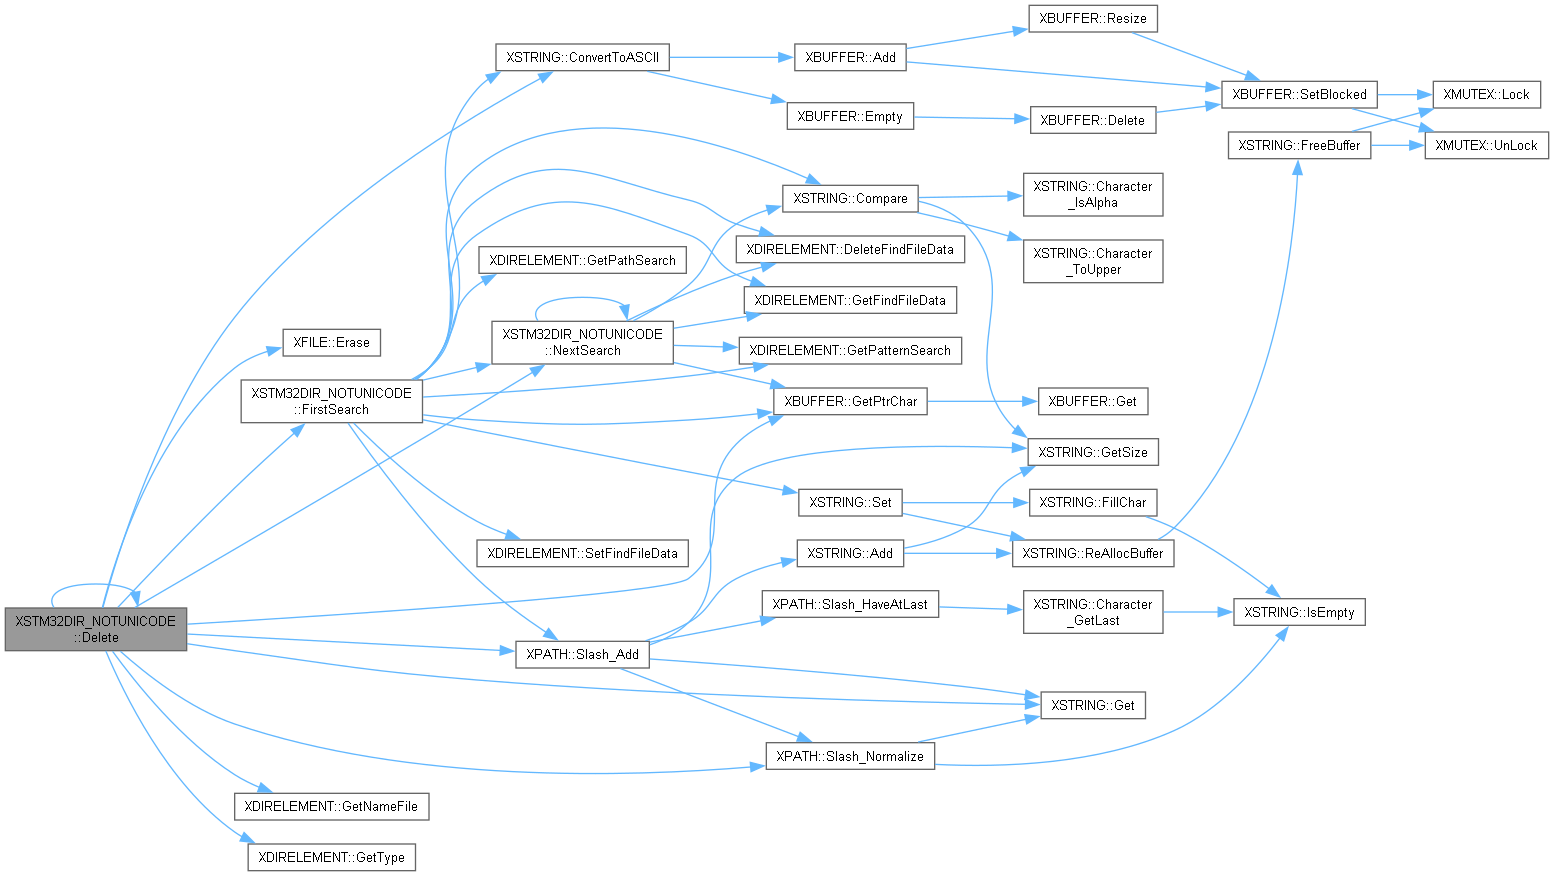 XBUFFER::Resize
XSTRING::ConvertToASCII
XBUFFER::Add
XBUFFER::SetBlocked
XMUTEX::Lock
XBUFFER::Empty
XBUFFER::Delete
XSTRING::FreeBuffer
XMUTEX::UnLock
XSTRING::Compare
XSTRING::Character
_IsAlpha
XDIRELEMENT::DeleteFindFileData
XSTRING::Character
_ToUpper
XDIRELEMENT::GetPathSearch
XDIRELEMENT::GetFindFileData
XSTM32DIR_NOTUNICODE
::NextSearch
XFILE::Erase
XDIRELEMENT::GetPatternSearch
XSTM32DIR_NOTUNICODE
::FirstSearch
XBUFFER::GetPtrChar
XBUFFER::Get
XSTRING::GetSize
XSTRING::Set
XSTRING::FillChar
XDIRELEMENT::SetFindFileData
XSTRING::Add
XSTRING::ReAllocBuffer
XPATH::Slash_HaveAtLast
XSTRING::Character
_GetLast
XSTRING::IsEmpty
XSTM32DIR_NOTUNICODE
::Delete
XPATH::Slash_Add
XSTRING::Get
XPATH::Slash_Normalize
XDIRELEMENT::GetNameFile
XDIRELEMENT::GetType